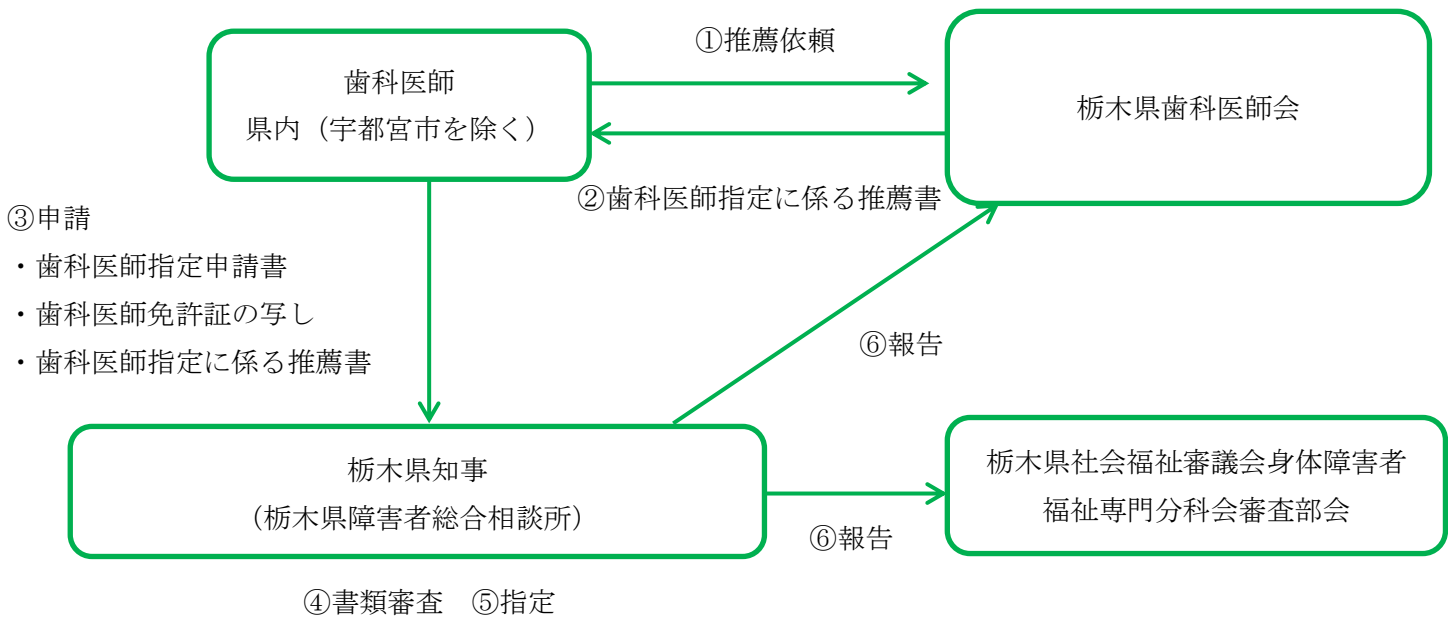 ①推薦依頼
歯科医師
県内（宇都宮市を除く）
栃木県歯科医師会
②歯科医師指定に係る推薦書
③申請
・歯科医師指定申請書
・歯科医師免許証の写し
・歯科医師指定に係る推薦書
⑥報告
栃木県知事
（栃木県障害者総合相談所）
栃木県社会福祉審議会身体障害者
福祉専門分科会審査部会
⑥報告
④書類審査　⑤指定